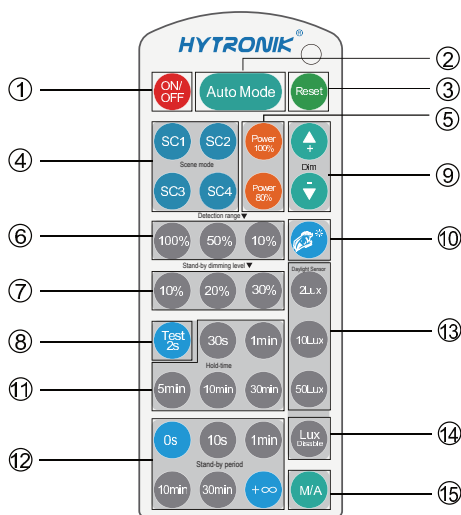 HYTRONIK®
①
ON/
OFF
Auto Mode
②
Reset
③
④
SC1
SC2
Scene mode
SC3
SC4
⑤
Power
100%
Power
80%
+
Dim
-
⑨
Detection range▼
⑥
100%
50%
10%
⑩
Stand-by dimming level▼
⑦
10%
20%
30%
Daylight Sensor
2Lux
10Lux
50Lux
⑬
⑧
Test
2s
30s
1min
Hold-time
⑪
5min
10min
30min
Lux
Disable
⑭
⑫
0s
10s
1min
Stand-by period
10min
30min
+∞
M/A
⑮